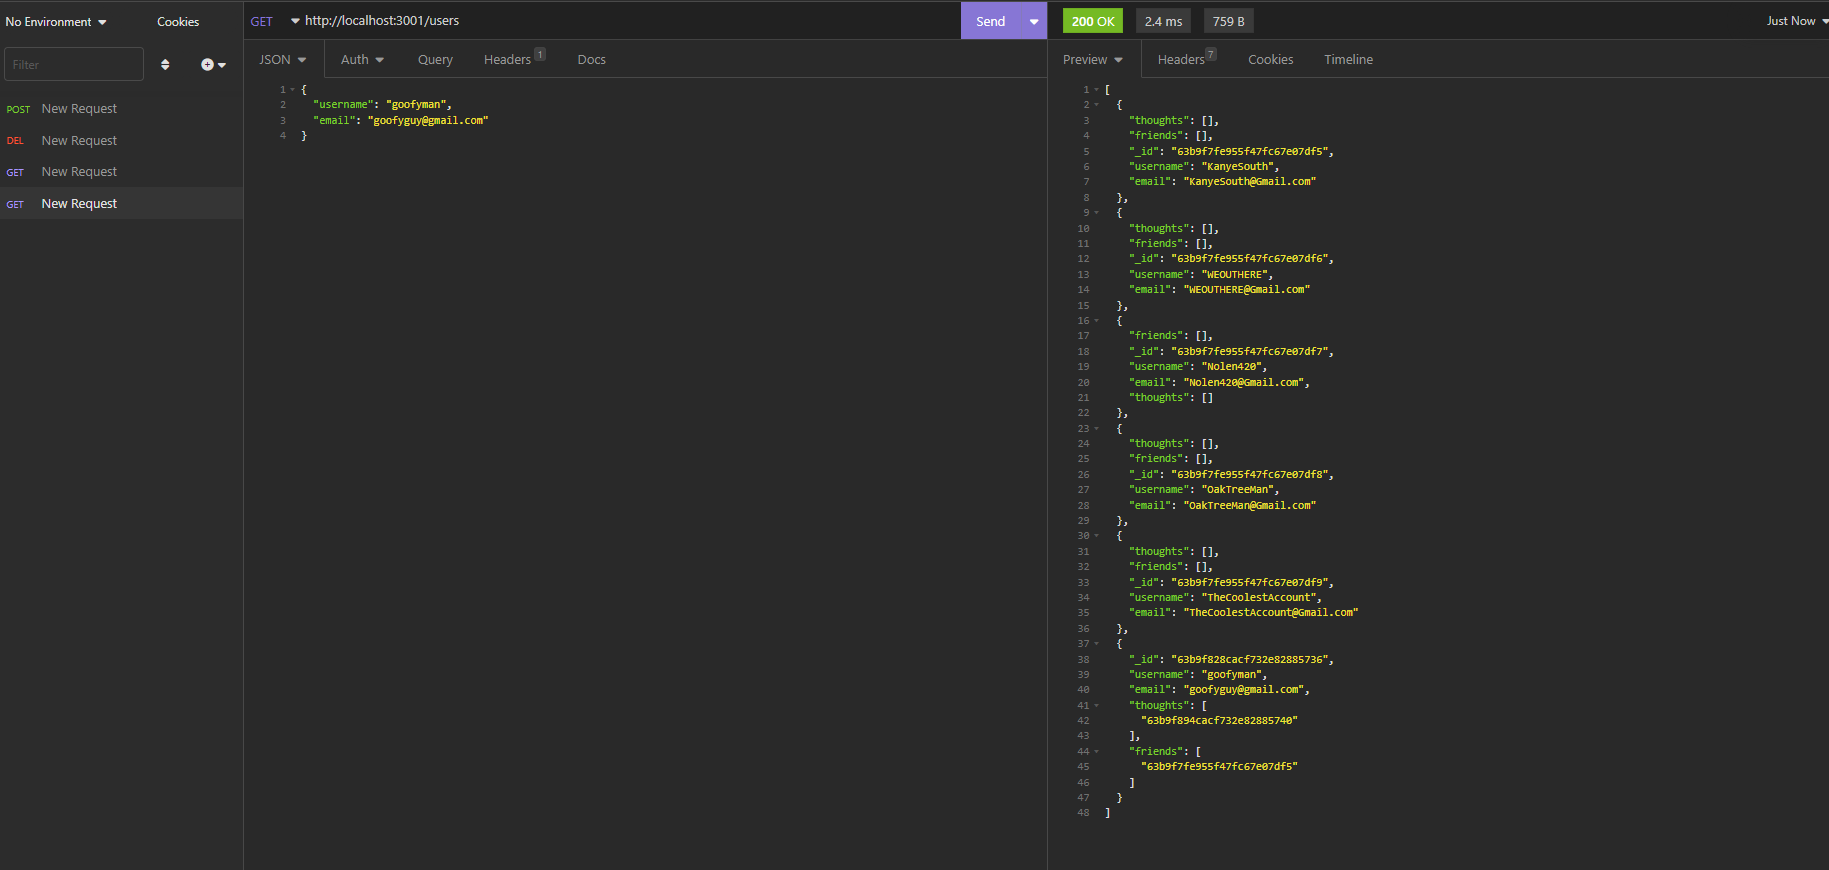 No Environment Cookies
Filter
POST New Request
DEL New Request
GET New Request
GET New Request
GET http://localhost:3001/users Send
JSON Auth Query Headers 1 Docs
1 {
2 "username": "goofyman",
3 "email": "goofyguy@gmail.com"
4 }
200 OK 2.4 ms 759 B Just Now
Preview Headers 7 Cookies Timeline
1 [
2 {
3 "thoughts": [],
4 "friends": [],
5 "_id": "63b9f7fe955f47fc67e07df5",
6 "username": "KanyeSouth",
7 "email": "KanyeSouth@Gmail.com"
8 },
9 {
10 "thoughts": [],
11 "friends": [],
12 "_id": "63b9f7fe955f47fc67e07df6",
13 "username": "WEOUTHERE",
14 "email": "WEOUTHERE@Gmail.com"
15 },
16 {
17 "friends": [],
18 "_id": "63b9f7fe955f47fc67e07df7",
19 "username": "Nolen420",
20 "email": "Nolen420@Gmail.com",
21 "thoughts": []
22 },
23 {
24 "thoughts": [],
25 "friends": [],
26 "_id": "63b9f7fe955f47fc67e07df8",
27 "username": "OakTreeMan",
28 "email": "OakTreeMan@Gmail.com"
29 },
30 {
31 "thoughts": [],
32 "friends": [],
33 "_id": "63b9f7fe955f47fc67e07df9",
34 "username": "TheCoolestAccount",
35 "email": "TheCoolestAccount@Gmail.com"
36 },
37 {
38 "_id": "63b9f828cacf732e82885736",
39 "username": "goofyman",
40 "email": "goofyguy@gmail.com",
41 "thoughts": [
42 "63b9f894cacf732e82885740"
43 ],
44 "friends": [
45 "63b9f7fe955f47fc67e07df5"
46 ]
47 }
48 ]